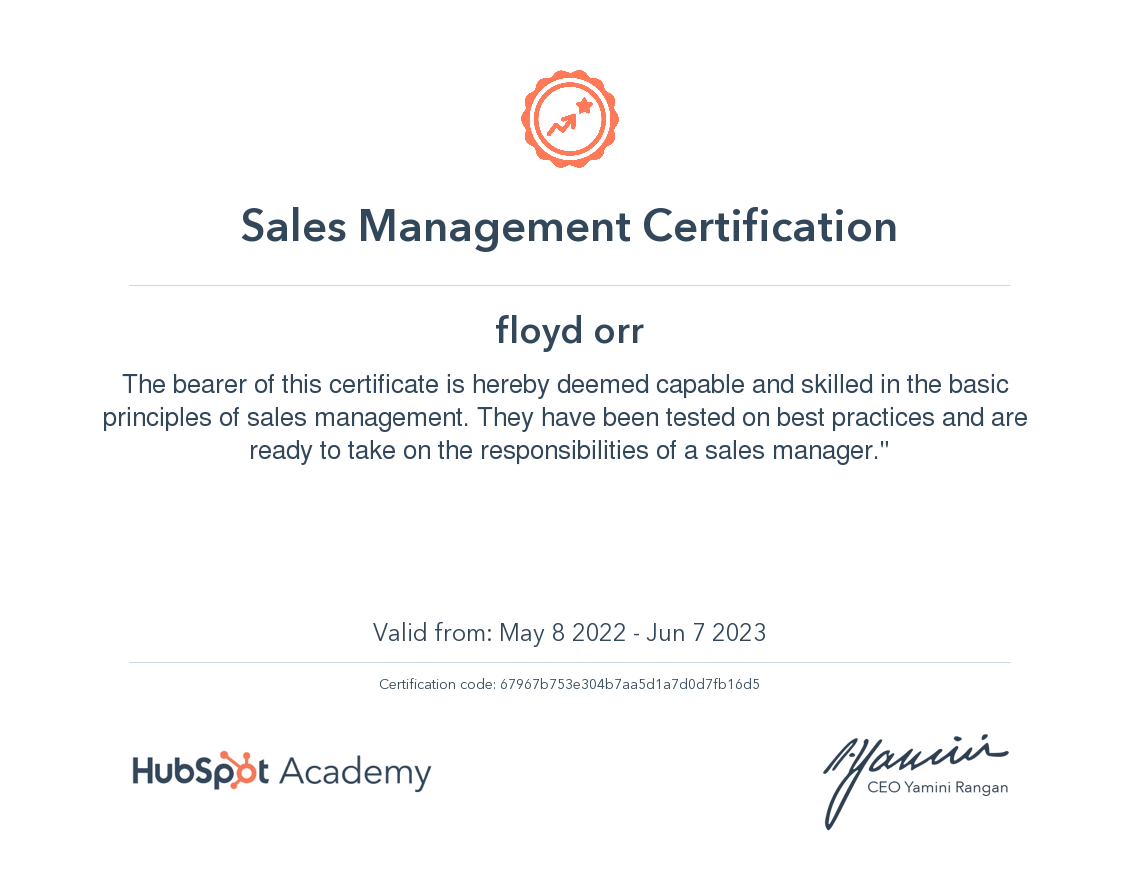 Sales Management Certification
floyd orr
The bearer of this certificate is hereby deemed capable and skilled in the basic
principles of sales management. They have been tested on best practices and are
ready to take on the responsibilities of a sales manager."
Valid from: May 8 2022 - Jun 7 2023
Certification code: 67967b753e304b7aa5d1a7d0d7fb16d5
HubSpot Academy
Yamini
CEO Yamini Rangan